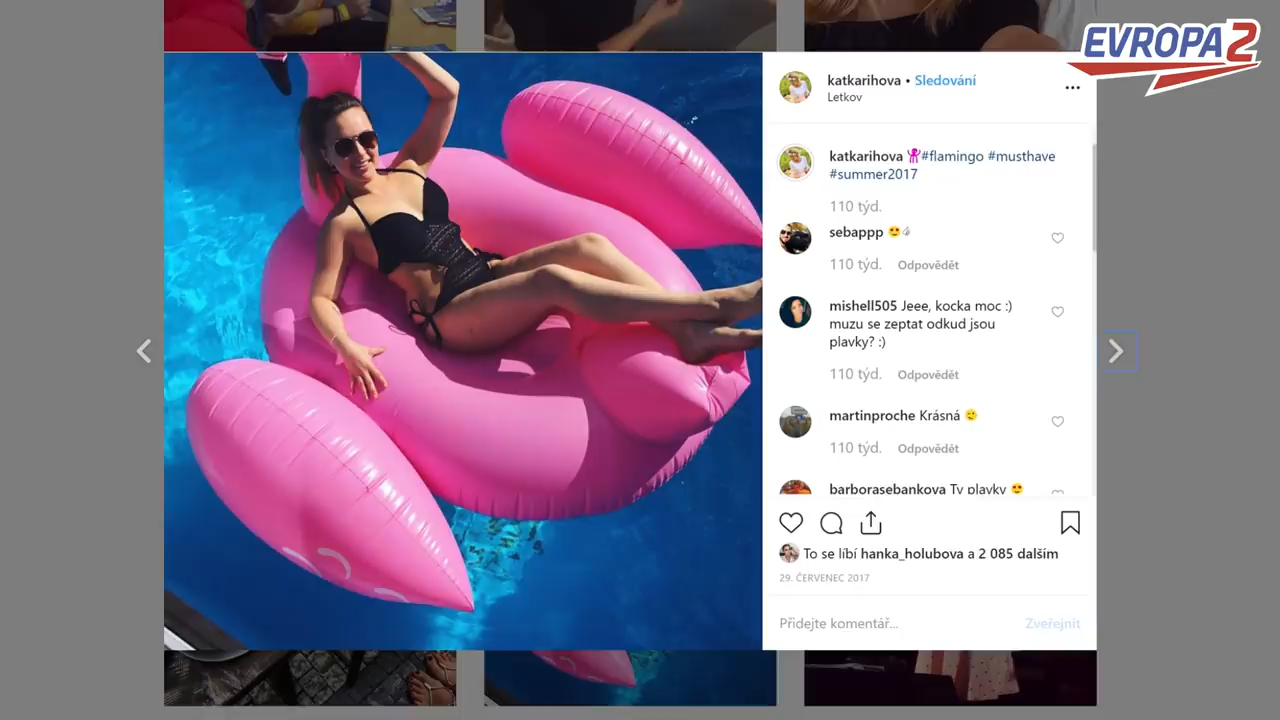 EVROPA 2
katkarihova • Sledování
Letkov
katkarihova #flamingo #musthave
#summer2017
110 týd.
sebappp
110 týd. Odpovědět
mishell505 Jeee, kocka moc :)
muzu se zeptat odkud jsou
plavky? :)
110 týd. Odpovědět
martinproche Krásná
110 týd. Odpovědět
barborasebankova Ty plavky
To se líbí hanka_holubova a 2 085 dalším
29. ČERVENEC 2017
Přidejte komentář... Zveřejnit